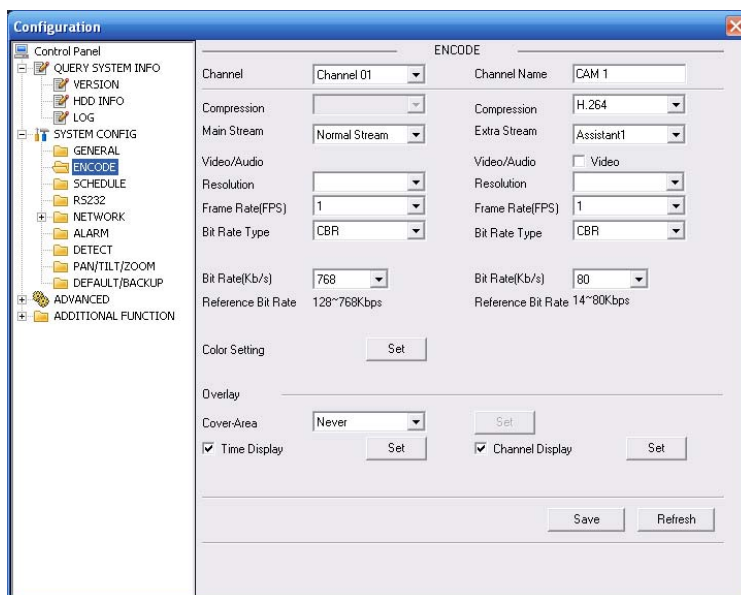 Configuration
Control Panel
QUERY SYSTEM INFO
VERSION
HDD INFO
LOG
SYSTEM CONFIG
GENERAL
ENCODE
SCHEDULE
RS232
NETWORK
ALARM
DETECT
PAN/TILT/ZOOM
DEFAULT/BACKUP
ADVANCED
ADDITIONAL FUNCTION
ENCODE
Channel Channel 01 Channel Name CAM 1
Compression Compression H.264
Main Stream Normal Stream Extra Stream Assistant1
Video/Audio Video/Audio Video
Resolution Resolution
Frame Rate(FPS) 1 Frame Rate(FPS) 1
Bit Rate Type CBR Bit Rate Type CBR
Bit Rate(Kb/s) 768 Bit Rate(Kb/s) 80
Reference Bit Rate 128~768Kbps Reference Bit Rate 14~80Kbps
Color Setting Set
Overlay
Cover-Area Never Set
Time Display Set Channel Display Set
Save Refresh